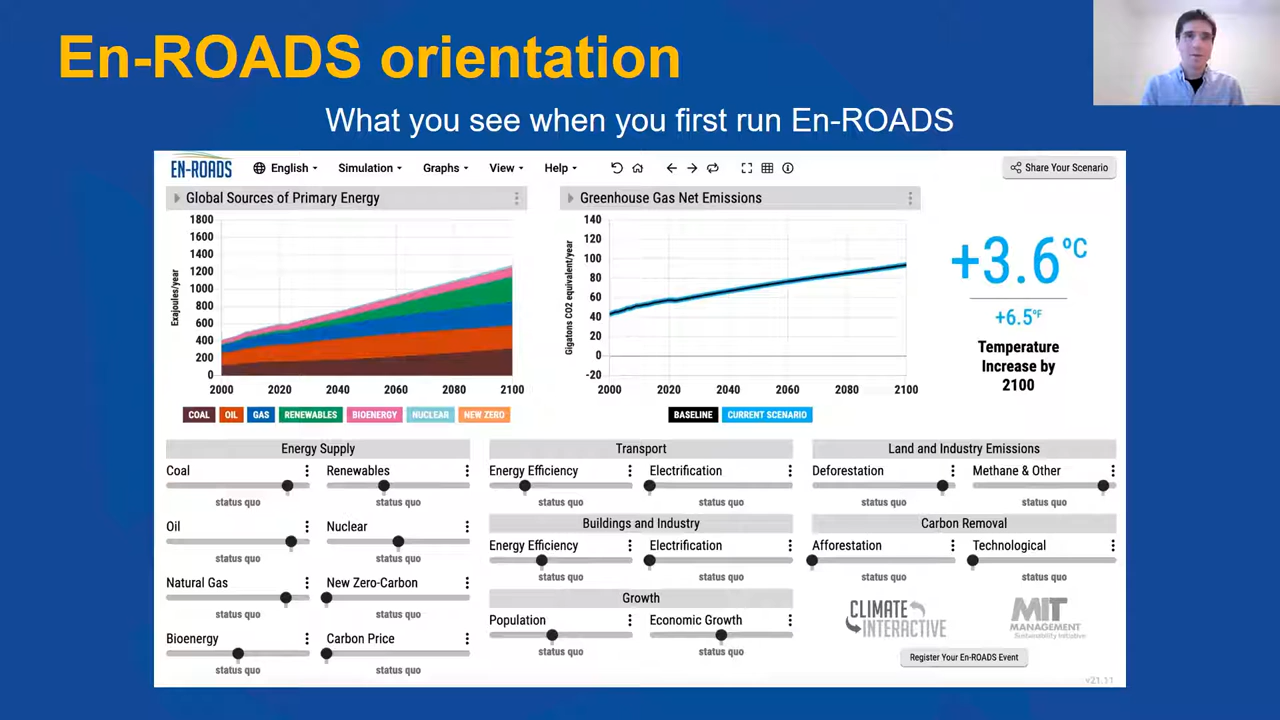 En-ROADS orientation
What you see when you first run En-ROADS
EN-ROADS
English
Simulation
Graphs
View
Help
Share Your Scenario
Global Sources of Primary Energy
1800
1600
1400
1200
1000
800
600
400
200
0
Exajoules/year
2000 2020 2040 2060 2080 2100
COAL OIL GAS RENEWABLES BIOENERGY NUCLEAR NEW ZERO
Greenhouse Gas Net Emissions
140
120
100
80
60
40
20
0
-20
Gigatons CO2 equivalent/year
2000 2020 2040 2060 2080 2100
BASELINE CURRENT SCENARIO
+3.6°C
+6.5°F
Temperature
Increase by
2100
Energy Supply
Coal
status quo
Renewables
status quo
Oil
status quo
Nuclear
status quo
Natural Gas
status quo
New Zero-Carbon
status quo
Bioenergy
status quo
Carbon Price
status quo
Transport
Energy Efficiency
status quo
Electrification
status quo
Buildings and Industry
Energy Efficiency
status quo
Electrification
status quo
Growth
Population
status quo
Economic Growth
status quo
Land and Industry Emissions
Deforestation
status quo
Methane & Other
status quo
Carbon Removal
Afforestation
status quo
Technological
status quo
CLIMATE
INTERACTIVE
MIT
MANAGEMENT
Sustainability Initiative
Register Your En-ROADS Event
v21.11